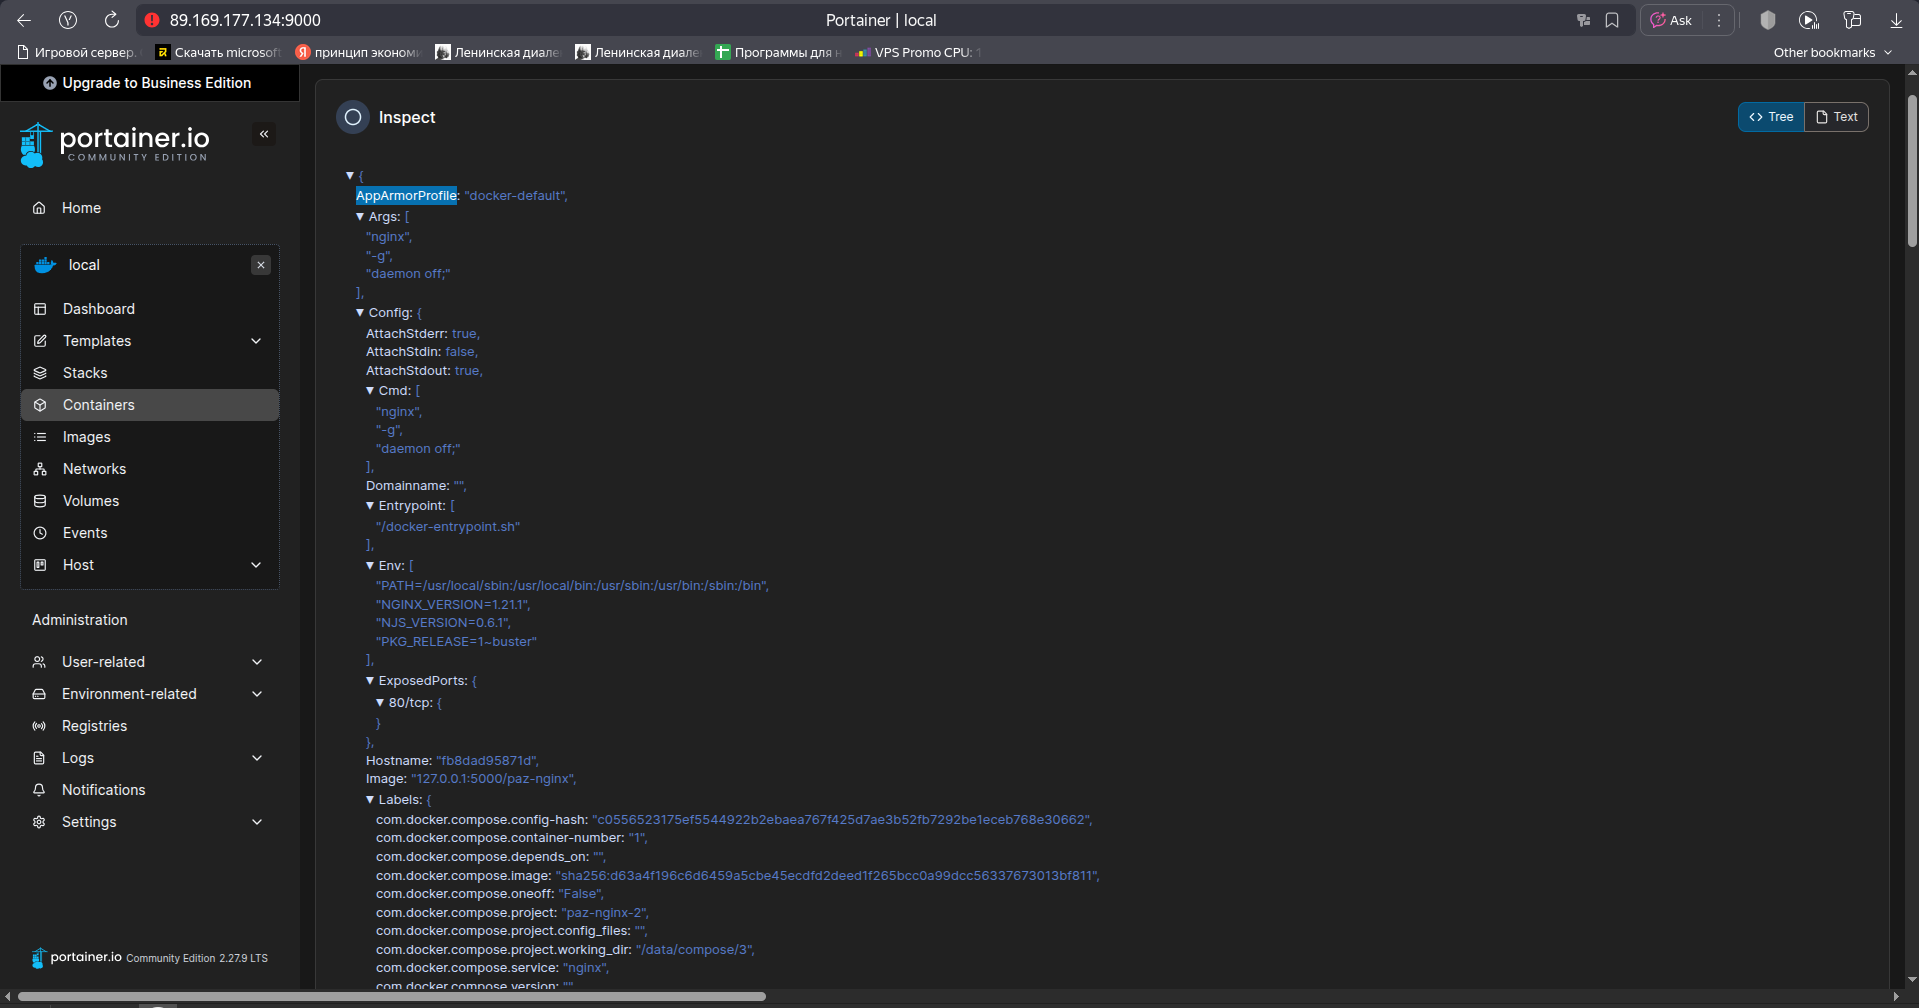 89.169.177.134:9000
Portainer | local
Ask
Игровой сервер.
Скачать microsoft
принцип эконом
Ленинская диале
Ленинская диале
Программы для
VPS Promo CPU:
Other bookmarks
Upgrade to Business Edition
portainer.io
COMMUNITY EDITION
Home
local
Dashboard
Templates
Stacks
Containers
Images
Networks
Volumes
Events
Host
Administration
User-related
Environment-related
Registries
Logs
Notifications
Settings
portainer.io Community Edition 2.27.9 LTS
Inspect
Tree
Text
{
AppArmorProfile: "docker-default",
Args: [
"nginx",
"-g",
"daemon off;"
],
Config: {
AttachStderr: true,
AttachStdin: false,
AttachStdout: true,
Cmd: [
"nginx",
"-g",
"daemon off;"
],
Domainname: "",
Entrypoint: [
"/docker-entrypoint.sh"
],
Env: [
"PATH=/usr/local/sbin:/usr/local/bin:/usr/sbin:/usr/bin:/sbin:/bin",
"NGINX_VERSION=1.21.1",
"NJS_VERSION=0.6.1",
"PKG_RELEASE=1~buster"
],
ExposedPorts: {
80/tcp: {
}
},
Hostname: "fb8dad95871d",
Image: "127.0.0.1:5000/paz-nginx",
Labels: {
com.docker.compose.config-hash: "c0556523175ef5544922b2ebaea767f425d7ae3b52fb7292be1eceb768e30662",
com.docker.compose.container-number: "1",
com.docker.compose.depends_on: "",
com.docker.compose.image: "sha256:d63a4f196c6d6459a5cbe45ecdfd2deed1f265bcc0a99dcc56337673013bf811",
com.docker.compose.oneoff: "False",
com.docker.compose.project: "paz-nginx-2",
com.docker.compose.project.config_files: "",
com.docker.compose.project.working_dir: "/data/compose/3",
com.docker.compose.service: "nginx",
com.docker.compose.version: ""